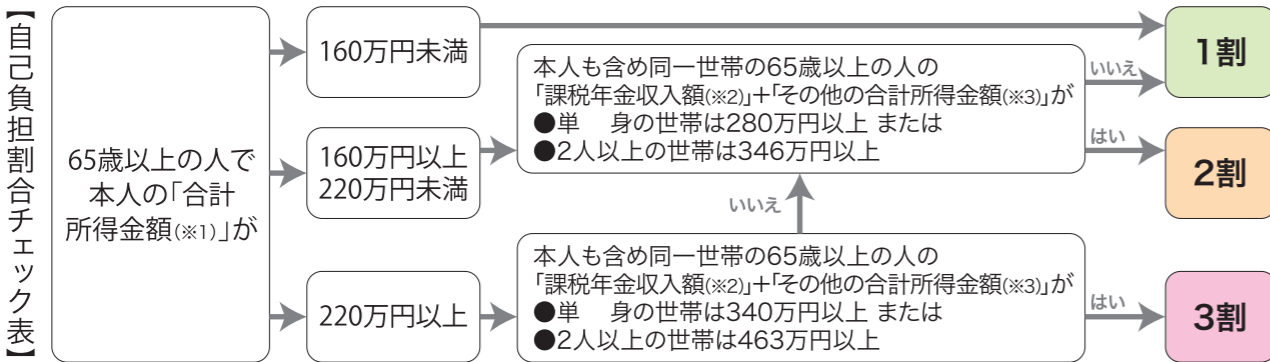 【自己負担割合チェック表】
65歳以上の人で
本人の「合計
所得金額(※1)」が
160万円未満
160万円以上
220万円未満
220万円以上
本人も含め同一世帯の65歳以上の人の
「課税年金収入額(※2)」+「その他の合計所得金額(※3)」が
●単　身の世帯は280万円以上 または
●2人以上の世帯は346万円以上
いいえ
はい
いいえ
本人も含め同一世帯の65歳以上の人の
「課税年金収入額(※2)」+「その他の合計所得金額(※3)」が
●単　身の世帯は340万円以上 または
●2人以上の世帯は463万円以上
はい
1割
2割
3割